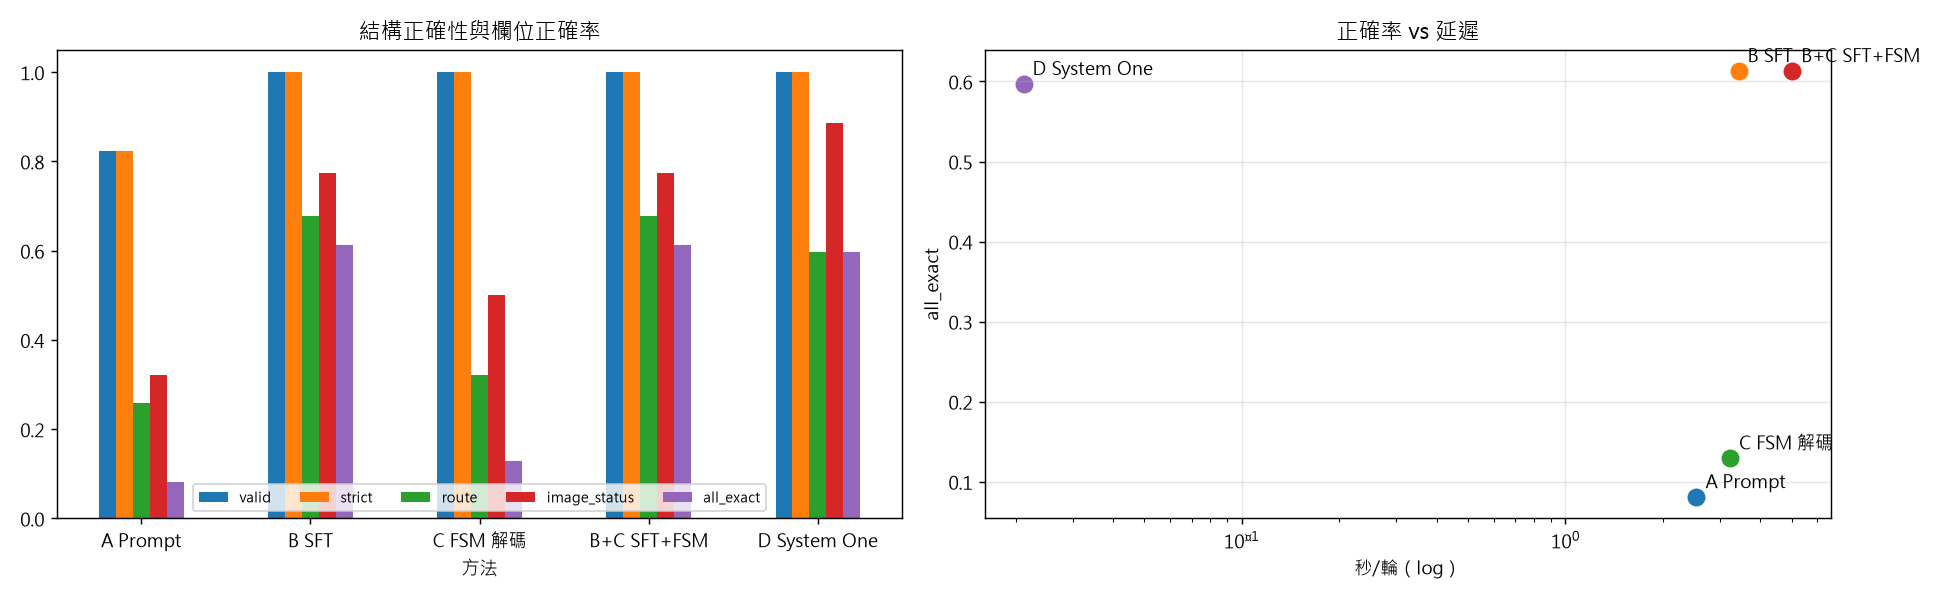 結構正確性與欄位正確率
1.0
0.8
0.6
0.4
0.2
0.0
valid strict route image_status all_exact
A Prompt B SFT C FSM 解碼 B+C SFT+FSM D System One
方法
正確率 vs 延遲
D System One
B SFT B+C SFT+FSM
C FSM 解碼
A Prompt
all_exact
0.6
0.5
0.4
0.3
0.2
0.1
10¤1 10⁰
秒/輪（log）